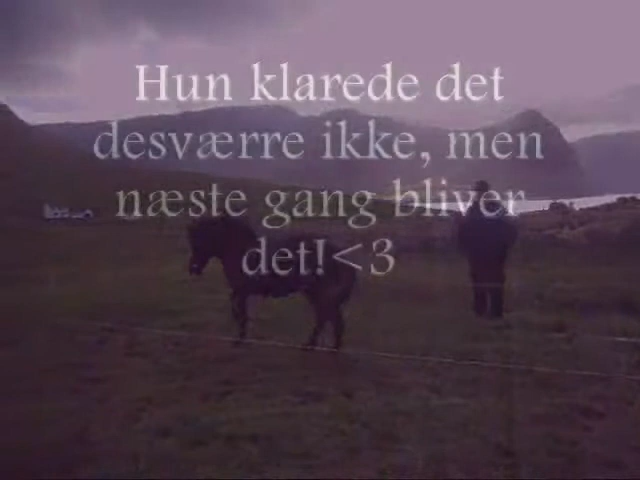 Hun klarede det
desværre ikke, men
næste gang bliver
det!<3